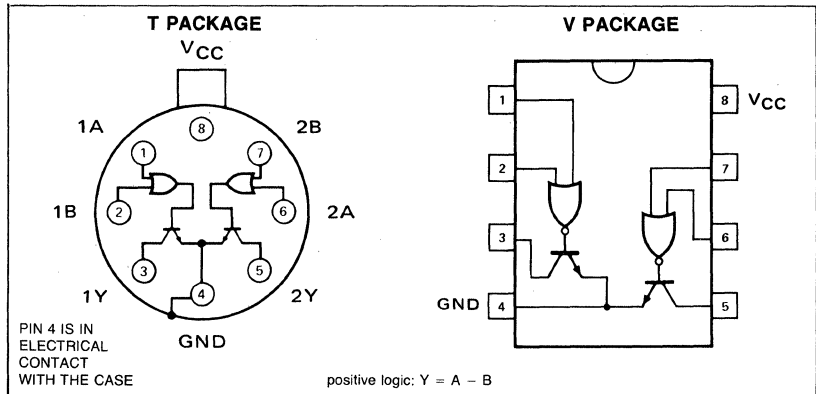 T PACKAGE
VCC
1A
8
2B
1
7
1B
2
6
2A
3
4
5
1Y
2Y
GND
PIN 4 IS IN
ELECTRICAL
CONTACT
WITH THE CASE
V PACKAGE
1
8
VCC
2
7
3
6
GND
4
5
positive logic: Y = A − B